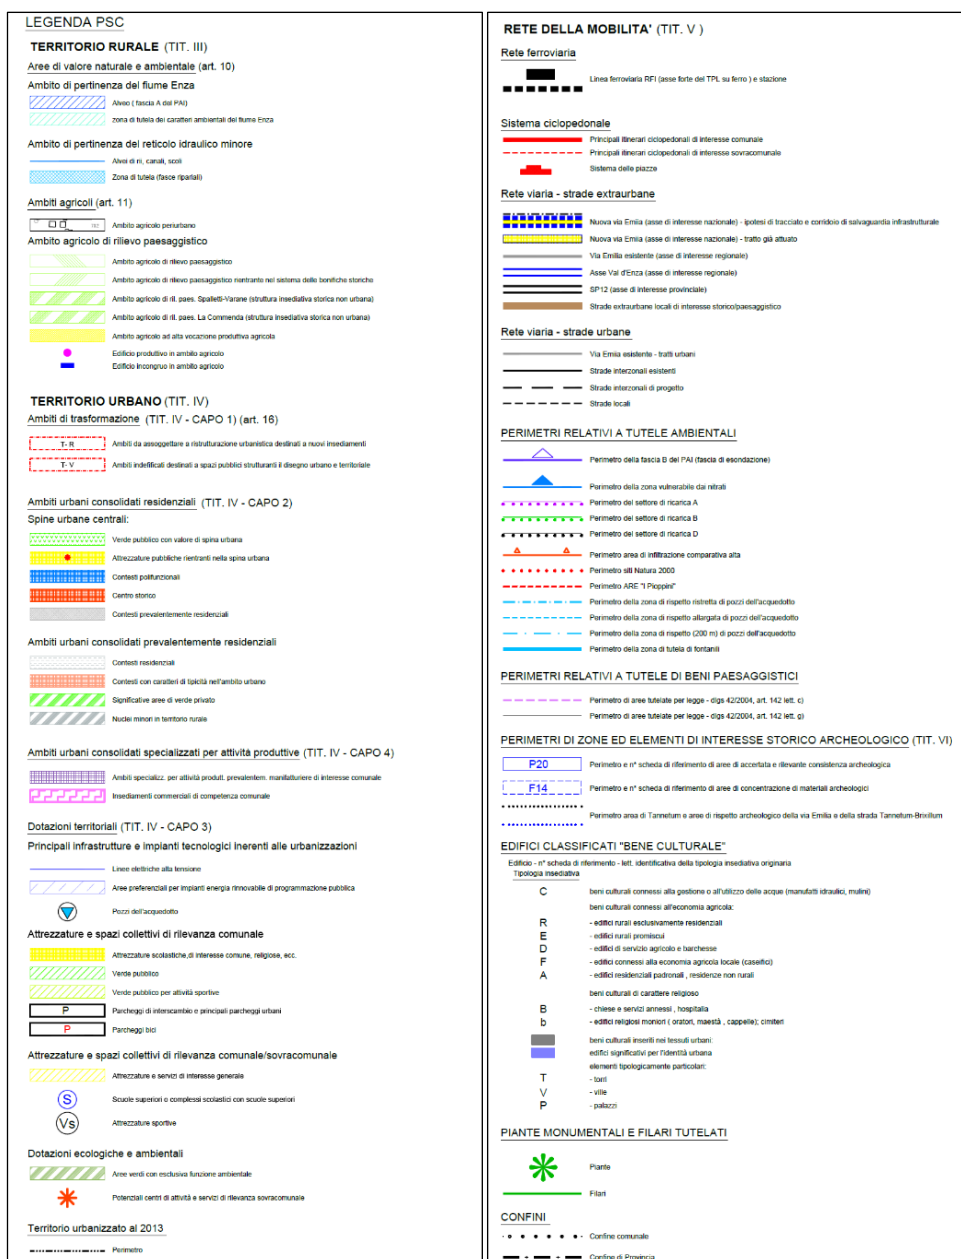 LEGENDA PSC
TERRITORIO RURALE (TIT. III)
Aree di valore naturale e ambientale (art. 10)
Ambito di pertinenza del fiume Enza
Alveo ( fascia A del PAI)
zona di tutela dei caratteri ambientali del fiume Enza
Ambito di pertinenza del reticolo idraulico minore
Alvei di rii, canali, scoli
Zona di tutela (fasce ripariali)
Ambiti agricoli (art. 11)
Ambito agricolo periurbano
Ambito agricolo di rilievo paesaggistico
Ambito agricolo di rilievo paesaggistico
Ambito agricolo di rilievo paesaggistico rientrante nel sistema delle bonifiche storiche
Ambito agricolo di ril. paes. Spalletti-Varane (struttura insediativa storica non urbana)
Ambito agricolo di ril. paes. La Commenda (struttura insediativa storica non urbana)
Ambito agricolo ad alta vocazione produttiva agricola
Edificio produttivo in ambito agricolo
Edificio incongruo in ambito agricolo
TERRITORIO URBANO (TIT. IV)
Ambiti di trasformazione (TIT. IV - CAPO 1) (art. 16)
T- R Ambiti da assoggettare a ristrutturazione urbanistica destinati a nuovi insediamenti
T- V Ambiti indefificati destinati a spazi pubblici strutturanti il disegno urbano e territoriale
Ambiti urbani consolidati residenziali (TIT. IV - CAPO 2)
Spine urbane centrali:
Verde pubblico con valore di spina urbana
Attrezzature pubbliche rientranti nella spina urbana
Contesti polifunzionali
Centro storico
Contesti prevalentemente residenziali
Ambiti urbani consolidati prevalentemente residenziali
Contesti residenziali
Contesti con caratteri di tipicità nell'ambito urbano
Significative aree di verde privato
Nuclei minori in territorio rurale
Ambiti urbani consolidati specializzati per attività produttive (TIT. IV - CAPO 4)
Ambiti specializz. per attività produtt. prevalentem. manifatturiere di interesse comunale
Insediamenti commerciali di competenza comunale
Dotazioni territoriali (TIT. IV - CAPO 3)
Principali infrastrutture e impianti tecnologici inerenti alle urbanizzazioni
Linee elettriche alta tensione
Aree preferenziali per impianti energia rinnovabile di programmazione pubblica
Pozzi dell'acquedotto
Attrezzature e spazi collettivi di rilevanza comunale
Attrezzature scolastiche,di interesse comune, religiose, ecc.
Verde pubblico
Verde pubblico per attività sportive
P Parcheggi di interscambio e principali parcheggi urbani
P Parcheggi bici
Attrezzature e spazi collettivi di rilevanza comunale/sovracomunale
Attrezzature e servizi di interesse generale
S Scuole superiori o complessi scolastici con scuole superiori
Vs Attrezzature sportive
Dotazioni ecologiche e ambientali
Aree verdi con esclusiva funzione ambientale
Potenziali centri di attività e servizi di rilevanza sovracomunale
Territorio urbanizzato al 2013
Perimetro
RETE DELLA MOBILITA' (TIT. V )
Rete ferroviaria
Linea ferroviaria RFI (asse forte del TPL su ferro ) e stazione
Sistema ciclopedonale
Principali itinerari ciclopedonali di interesse comunale
Principali itinerari ciclopedonali di interesse sovracomunale
Sistema delle piazze
Rete viaria - strade extraurbane
Nuova via Emiia (asse di interesse nazionale) - ipotesi di tracciato e corridoio di salvaguardia infrastrutturale
Nuova via Emiia (asse di interesse nazionale) - tratto già attuato
Via Emilia esistente (asse di interesse regionale)
Asse Val d'Enza (asse di interesse regionale)
SP12 (asse di interesse provinciale)
Strade extraurbane locali di interesse storico/paesaggistico
Rete viaria - strade urbane
Via Emiia esistente - tratti urbani
Strade interzonali esistenti
Strade interzonali di progetto
Strade locali
PERIMETRI RELATIVI A TUTELE AMBIENTALI
Perimetro della fascia B del PAI (fascia di esondazione)
Perimetro della zona vulnerabile dai nitrati
Perimetro del settore di ricarica A
Perimetro del settore di ricarica B
Perimetro del settore di ricarica D
Perimetro area di infiltrazione comparativa alta
Perimetro siti Natura 2000
Perimetro ARE "I Pioppini"
Perimetro della zona di rispetto ristretta di pozzi dell'acquedotto
Perimetro della zona di rispetto allargata di pozzi dell'acquedotto
Perimetro della zona di rispetto (200 m) di pozzi dell'acquedotto
Perimetro della zona di tutela di fontanili
PERIMETRI RELATIVI A TUTELE DI BENI PAESAGGISTICI
Perimetro di aree tutelate per legge - dlgs 42/2004, art. 142 lett. c)
Perimetro di aree tutelate per legge - dlgs 42/2004, art. 142 lett. g)
PERIMETRI DI ZONE ED ELEMENTI DI INTERESSE STORICO ARCHEOLOGICO (TIT. VI)
P20 Perimetro e n° scheda di riferimento di aree di accertata e rilevante consistenza archeologica
F14 Perimetro e n° scheda di riferimento di aree di concentrazione di materiali archeologici
Perimetro area di Tannetum e aree di rispetto archeologico della via Emilia e della strada Tannetum-Brixillum
EDIFICI CLASSIFICATI "BENE CULTURALE"
Edificio - n° scheda di riferimento - lett. identificativa della tipologia insediativa originaria
Tipologia insediativa
C beni culturali connessi alla gestione o all'utilizzo delle acque (manufatti idraulici, mulini)
beni culturali connessi all'economia agricola:
R - edifici rurali esclusivamente residenziali
E - edifici rurali promiscui
D - edifici di servizio agricolo e barchesse
F - edifici connessi alla economia agricola locale (caseifici)
A - edifici residenziali padronali , residenze non rurali
beni culturali di carattere religioso
B - chiese e servizi annessi , hospitalia
b - edifici religiosi moniori ( oratori, maestà , cappelle); cimiteri
beni culturali inseriti nei tessuti urbani:
edifici significativi per l'identità urbana
elementi tipologicamente particolari:
T - torri
V - ville
P - palazzi
PIANTE MONUMENTALI E FILARI TUTELATI
Piante
Filari
CONFINI
Confine comunale
Confine di Provincia